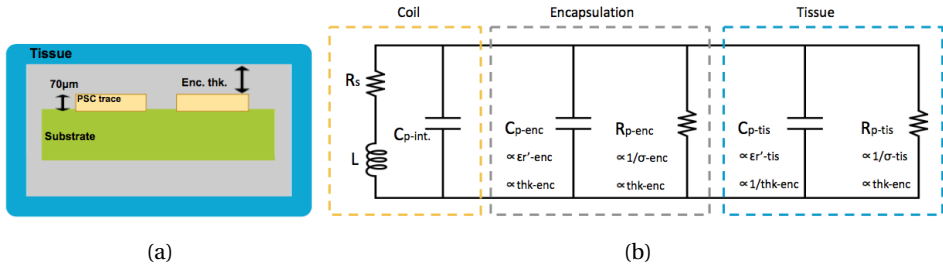 Tissue
70μm
Enc. thk.
PSC trace
Substrate
(a)
Coil
Encapsulation
Tissue
Rs
Cp-int.
L
Cp-enc
∝εr'-enc
∝thk-enc
Rp-enc
∝1/σ-enc
∝thk-enc
Cp-tis
∝εr'-tis
∝1/thk-enc
Rp-tis
∝1/σ-tis
∝thk-enc
(b)